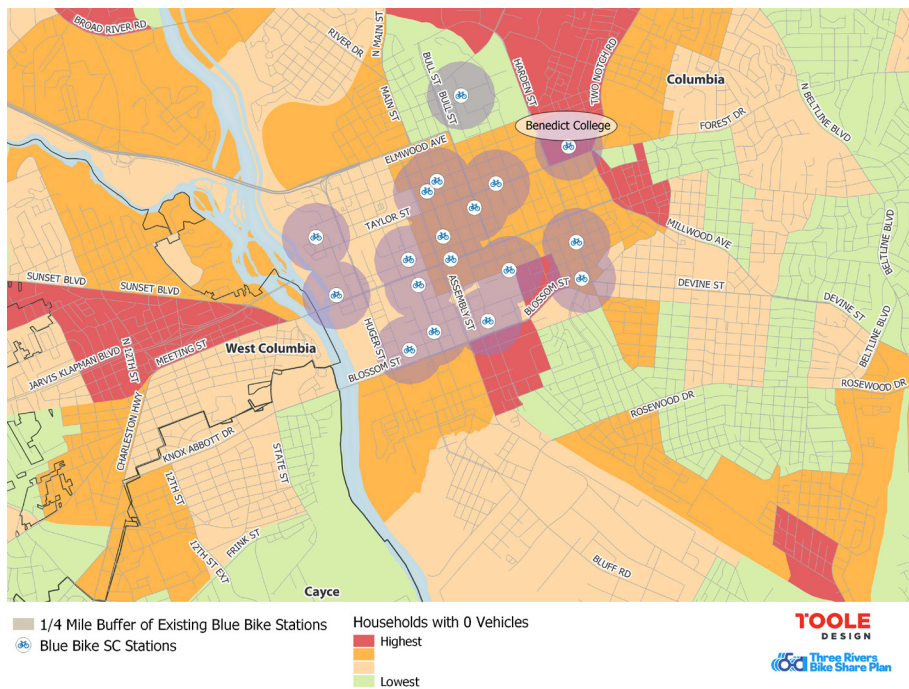 BROAD RIVER RD
RIVER DR
N MAIN ST
MAIN ST
BULL ST
BULL ST
HARDEN ST
TWO NOTCH RD
Columbia
N BELTLINE BLVD
FOREST DR
Benedict College
ELMWOOD AVE
TAYLOR ST
MILLWOOD AVE
BELTLINE BLVD
SUNSET BLVD
SUNSET BLVD
ASSEMBLY ST
BLOSSOM ST
DEVINE ST
DEVINE ST
BELTLINE BLVD
HUGER ST
N 12TH ST
MEETING ST
West Columbia
JARVIS KLAPMAN BLVD
BLOSSOM ST
ROSEWOOD DR
ROSEWOOD DR
CHARLESTON HWY
KNOX ABBOTT DR
STATE ST
12TH ST
FRINK ST
12TH ST EXT
BLUFF RD
Cayce
1/4 Mile Buffer of Existing Blue Bike Stations
Blue Bike SC Stations
Households with 0 Vehicles
Highest
Lowest
TOOLE
DESIGN
Three Rivers
Bike Share Plan